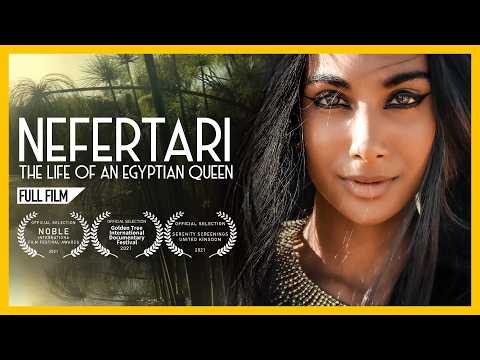 NEFERTARI
THE LIFE OF AN EGYPTIAN QUEEN
FULL FILM
OFFICIAL SELECTION
NOBLE
INTERNATIONA
FILM FESTIVAL AWARDS
2021
OFFICIAL SELECTION
Golden Tree
International
Documentary
Festival
2021
OFFICIAL SELECTION
SERENITY SCREENINGS
UNITED KINGDOM
2021